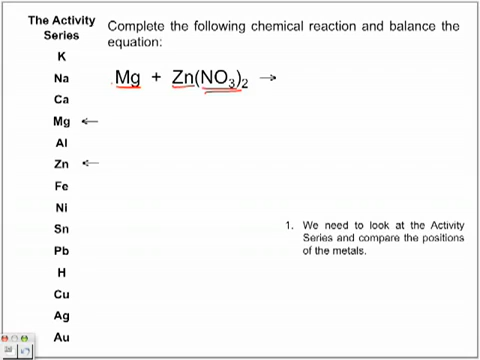 The Activity
Series
K
Na
Ca
Mg ←
Al
Zn ←
Fe
Ni
Sn
Pb
H
Cu
Ag
Au
Complete the following chemical reaction and balance the
equation:
Mg + Zn(NO₃)₂ →
1. We need to look at the Activity
Series and compare the positions
of the metals.